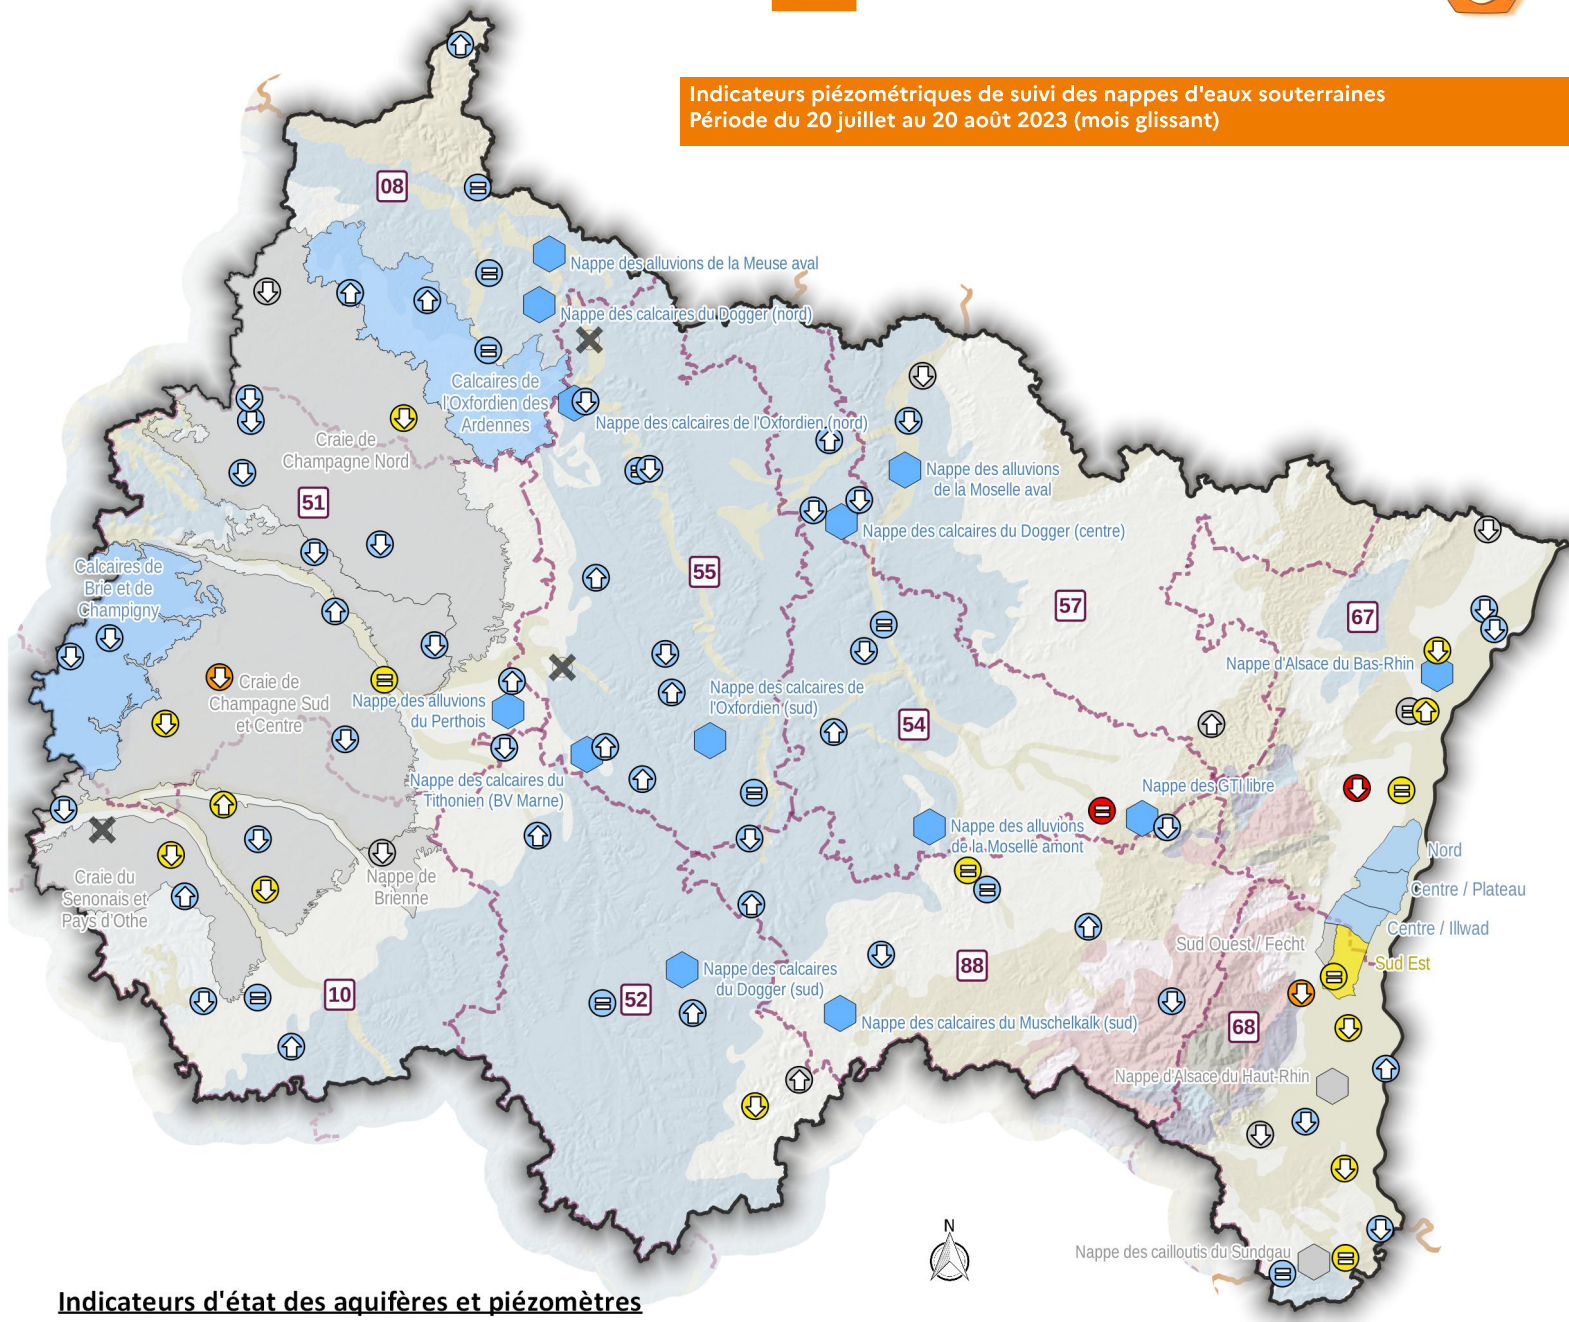 Indicateurs piézométriques de suivi des nappes d'eaux souterraines
Période du 20 juillet au 20 août 2023 (mois glissant)
08
Nappe des alluvions de la Meuse aval
Nappe des calcaires du Dogger (nord)
Calcaires de
l'Oxfordien des
Ardennes
Nappe des calcaires de l'Oxfordien (nord)
Craie de
Champagne Nord
Nappe des alluvions
de la Moselle aval
51
Nappe des calcaires du Dogger (centre)
Calcaires de
Brie et de
Champigny
55
57
67
Nappe d'Alsace du Bas-Rhin
Craie de
Champagne Sud
et Centre
Nappe des alluvions
du Perthois
Nappe des calcaires de
l'Oxfordien (sud)
54
Nappe des calcaires du
Tithonien (BV Marne)
Nappe des GTI libre
Nappe des alluvions
de la Moselle amont
Nord
Craie du
Senonais et
Pays d'Othe
Nappe de
Brienne
Centre / Plateau
Centre / Illwad
Sud Ouest / Fecht
Sud Est
88
Nappe des calcaires
du Dogger (sud)
10
52
Nappe des calcaires du Muschelkalk (sud)
68
Nappe d'Alsace du Haut-Rhin
N
Nappe des cailloutis du Sundgau
Indicateurs d'état des aquifères et piézomètres